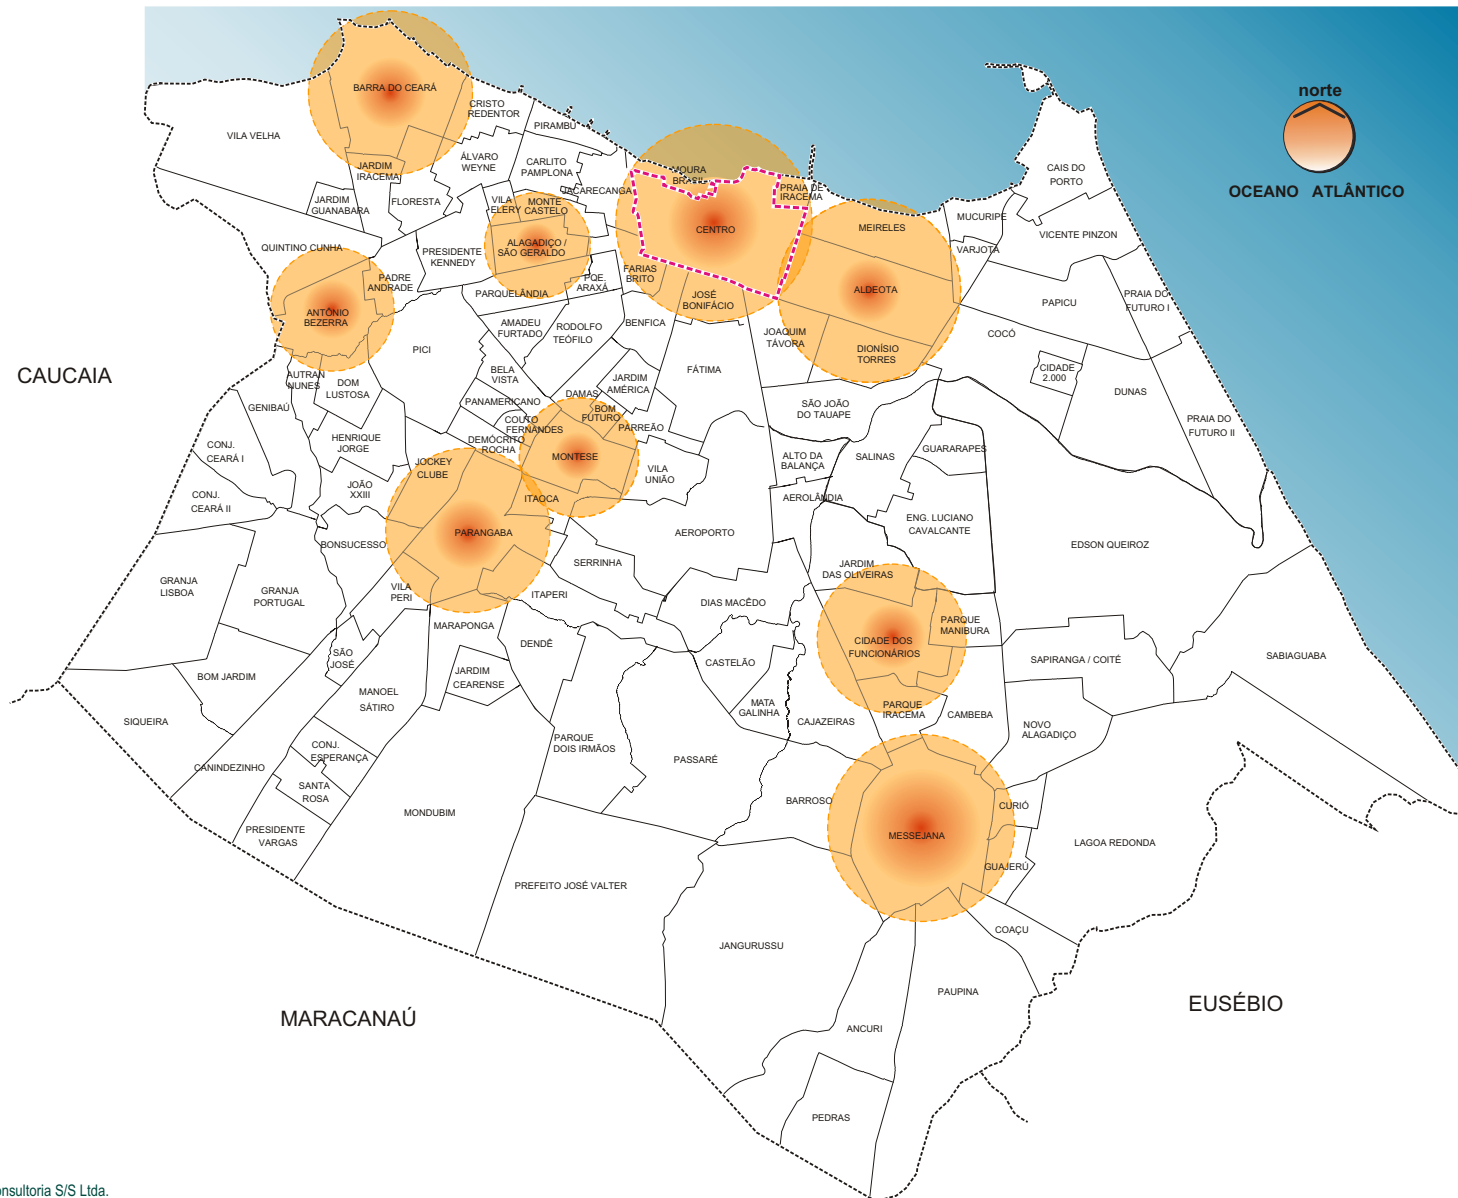 norte
OCEANO ATLÂNTICO
BARRA DO CEARÁ
CRISTO
REDENTOR
PIRAMBÚ
VILA VELHA
ÁLVARO
WEYNE
CARLITO
PAMPLONA
JARDIM
IRACEMA
MOURA
BRASIL
JACARECANGA
PRAIA DE
IRACEMA
CAIS DO
PORTO
JARDIM
GUANABARA
FLORESTA
VILA
ELERY
MONTE
CASTELO
CENTRO
MEIRELES
MUCURIPE
VICENTE PINZON
QUINTINO CUNHA
PRESIDENTE
KENNEDY
ALAGADIÇO /
SÃO GERALDO
VARJOTA
PADRE
ANDRADE
PARQUELÂNDIA
PQE.
ARAXÁ
FARIAS
BRITO
JOSÉ
BONIFÁCIO
ALDEOTA
PAPICU
PRAIA DO
FUTURO I
ANTÔNIO
BEZERRA
AMADEU
FURTADO
RODOLFO
TEÓFILO
BENFICA
JOAQUIM
TÁVORA
COCÓ
PICI
DIONÍSIO
TORRES
CAUCAIA
AUTRAN
NUNES
DOM
LUSTOSA
BELA
VISTA
JARDIM
AMÉRICA
FÁTIMA
CIDADE
2.000
DUNAS
GENIBAÚ
PANAMERICANO
DAMAS
BOM
FUTURO
SÃO JOÃO
DO TAUAPE
PRAIA DO
FUTURO II
COUTO
FERNANDES
PARREÃO
HENRIQUE
JORGE
DEMÓCRITO
ROCHA
CONJ.
CEARÁ I
JOCKEY
CLUBE
MONTESE
VILA
UNIÃO
ALTO DA
BALANÇA
SALINAS
GUARARAPES
JOÃO
XXIII
CONJ.
CEARÁ II
ITAOCA
AEROLÂNDIA
ENG. LUCIANO
CAVALCANTE
BONSUCESSO
PARANGABA
AEROPORTO
EDSON QUEIROZ
GRANJA
LISBOA
GRANJA
PORTUGAL
VILA
PERI
SERRINHA
ITAPERI
JARDIM
DAS OLIVEIRAS
DIAS MACÊDO
MARAPONGA
DENDÊ
PARQUE
MANIBURA
CIDADE DOS
FUNCIONÁRIOS
SÃO
JOSÉ
JARDIM
CEARENSE
CASTELÃO
SAPIRANGA / COITÉ
SABIAGUABA
BOM JARDIM
MANOEL
SÁTIRO
MATA
GALINHA
PARQUE
IRACEMA
CAMBEBA
SIQUEIRA
CAJAZEIRAS
NOVO
ALAGADIÇO
CONJ.
ESPERANÇA
PARQUE
DOIS IRMÃOS
PASSARÉ
CANINDEZINHO
SANTA
ROSA
BARROSO
CURIÓ
MONDUBIM
PRESIDENTE
VARGAS
MESSEJANA
LAGOA REDONDA
GUAJERÚ
PREFEITO JOSÉ VALTER
COAÇU
JANGURUSSU
PAUPINA
EUSÉBIO
MARACANAÚ
ANCURI
PEDRAS
onsultoria S/S Ltda.